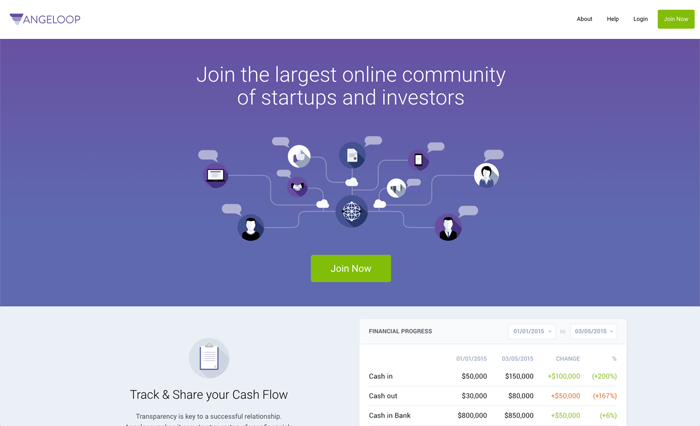 ANGELOOP
About Help Login Join Now
Join the largest online community
of startups and investors
Join Now
Track & Share your Cash Flow
Transparency is key to a successful relationship.
FINANCIAL PROGRESS 01/01/2015 to 03/05/2015
01/01/2015 03/05/2015 CHANGE %
Cash in $50,000 $150,000 +$100,000 (+200%)
Cash out $30,000 $80,000 +$50,000 (+167%)
Cash in Bank $800,000 $850,000 +$50,000 (+6%)